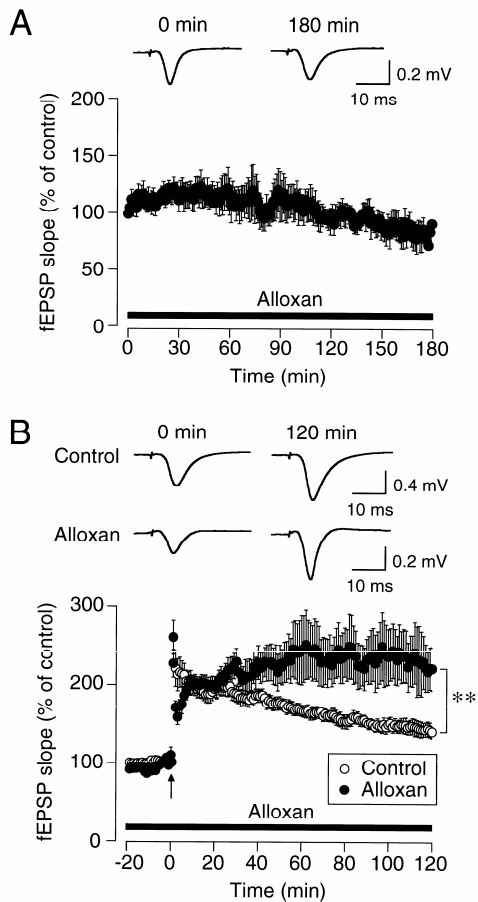 A
0 min 180 min
0.2 mV
10 ms
200
150
100
50
0
fEPSP slope (% of control)
Alloxan
0 30 60 90 120 150 180
Time (min)
B
0 min 120 min
Control
0.4 mV
10 ms
Alloxan
0.2 mV
10 ms
300
200
100
0
fEPSP slope (% of control)
**
Control
Alloxan
Alloxan
-20 0 20 40 60 80 100 120
Time (min)